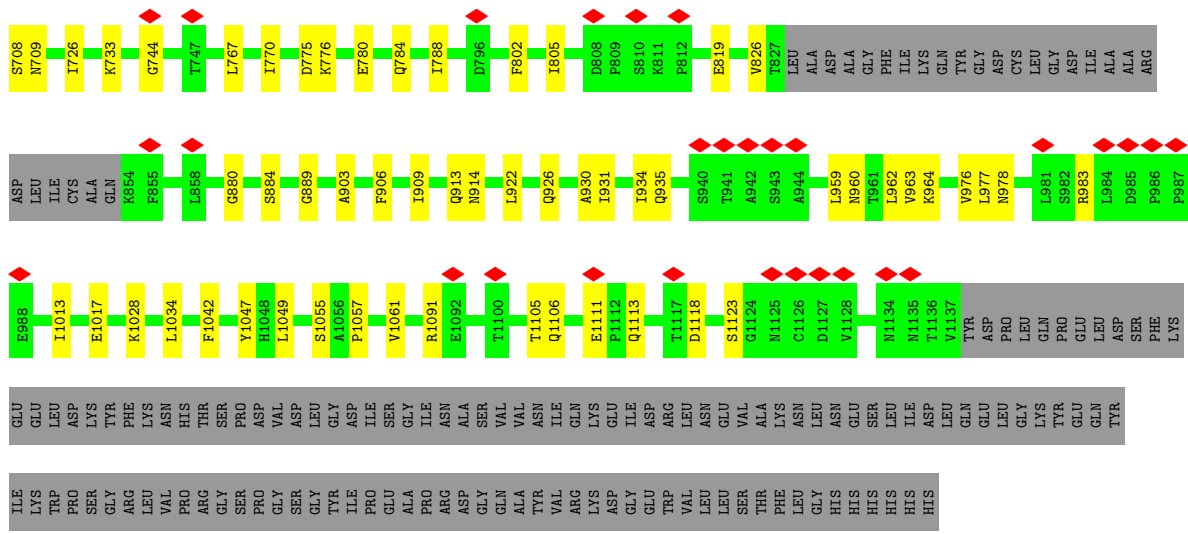 S708 N709 I726 K733 G744 T747 L767 I770 D775 K776 E780 Q784 I788 D796 F802 I805 D808 P809 S810 K811 P812 E819 V826 T827 LEU ALA ASP ALA GLY PHE ILE LYS GLN TYR GLY ASP CYS LEU GLY ASP ILE ALA ALA ARG
ASP LEU ILE CYS ALA GLN K854 F855 L858 G880 S884 G889 A903 F906 I909 Q913 N914 L922 Q926 A930 I931 I934 Q935 S940 T941 A942 S943 A944 L959 N960 T961 L962 V963 K964 V976 L977 N978 L981 S982 R983 L984 D985 P986 P987
E988 I1013 E1017 K1028 L1034 F1042 Y1047 H1048 L1049 S1055 A1056 P1057 V1061 R1091 E1092 T1100 T1105 Q1106 E1111 P1112 Q1113 T1117 D1118 S1123 G1124 N1125 C1126 D1127 V1128 N1134 N1135 T1136 V1137 TYR ASP PRO LEU GLN PRO GLU LEU ASP SER PHE LYS
GLU GLU LEU ASP LYS TYR PHE LYS ASN HIS THR SER PRO ASP VAL ASP LEU GLY ASP ILE SER GLY ILE ASN ALA SER VAL VAL ASN ILE GLN LYS GLU ILE ASP ARG LEU ASN GLU VAL ALA LYS ASN LEU ASN GLU SER LEU ILE ASP LEU GLN GLU LEU GLY LYS TYR GLU GLN TYR
ILE LYS TRP PRO SER GLY ARG LEU VAL PRO ARG GLY SER PRO GLY SER GLY TYR ILE PRO GLU ALA PRO ARG ASP GLY GLN ALA TYR VAL ARG LYS ASP GLY GLU TRP VAL LEU LEU SER THR PHE LEU GLY HIS HIS HIS HIS HIS HIS